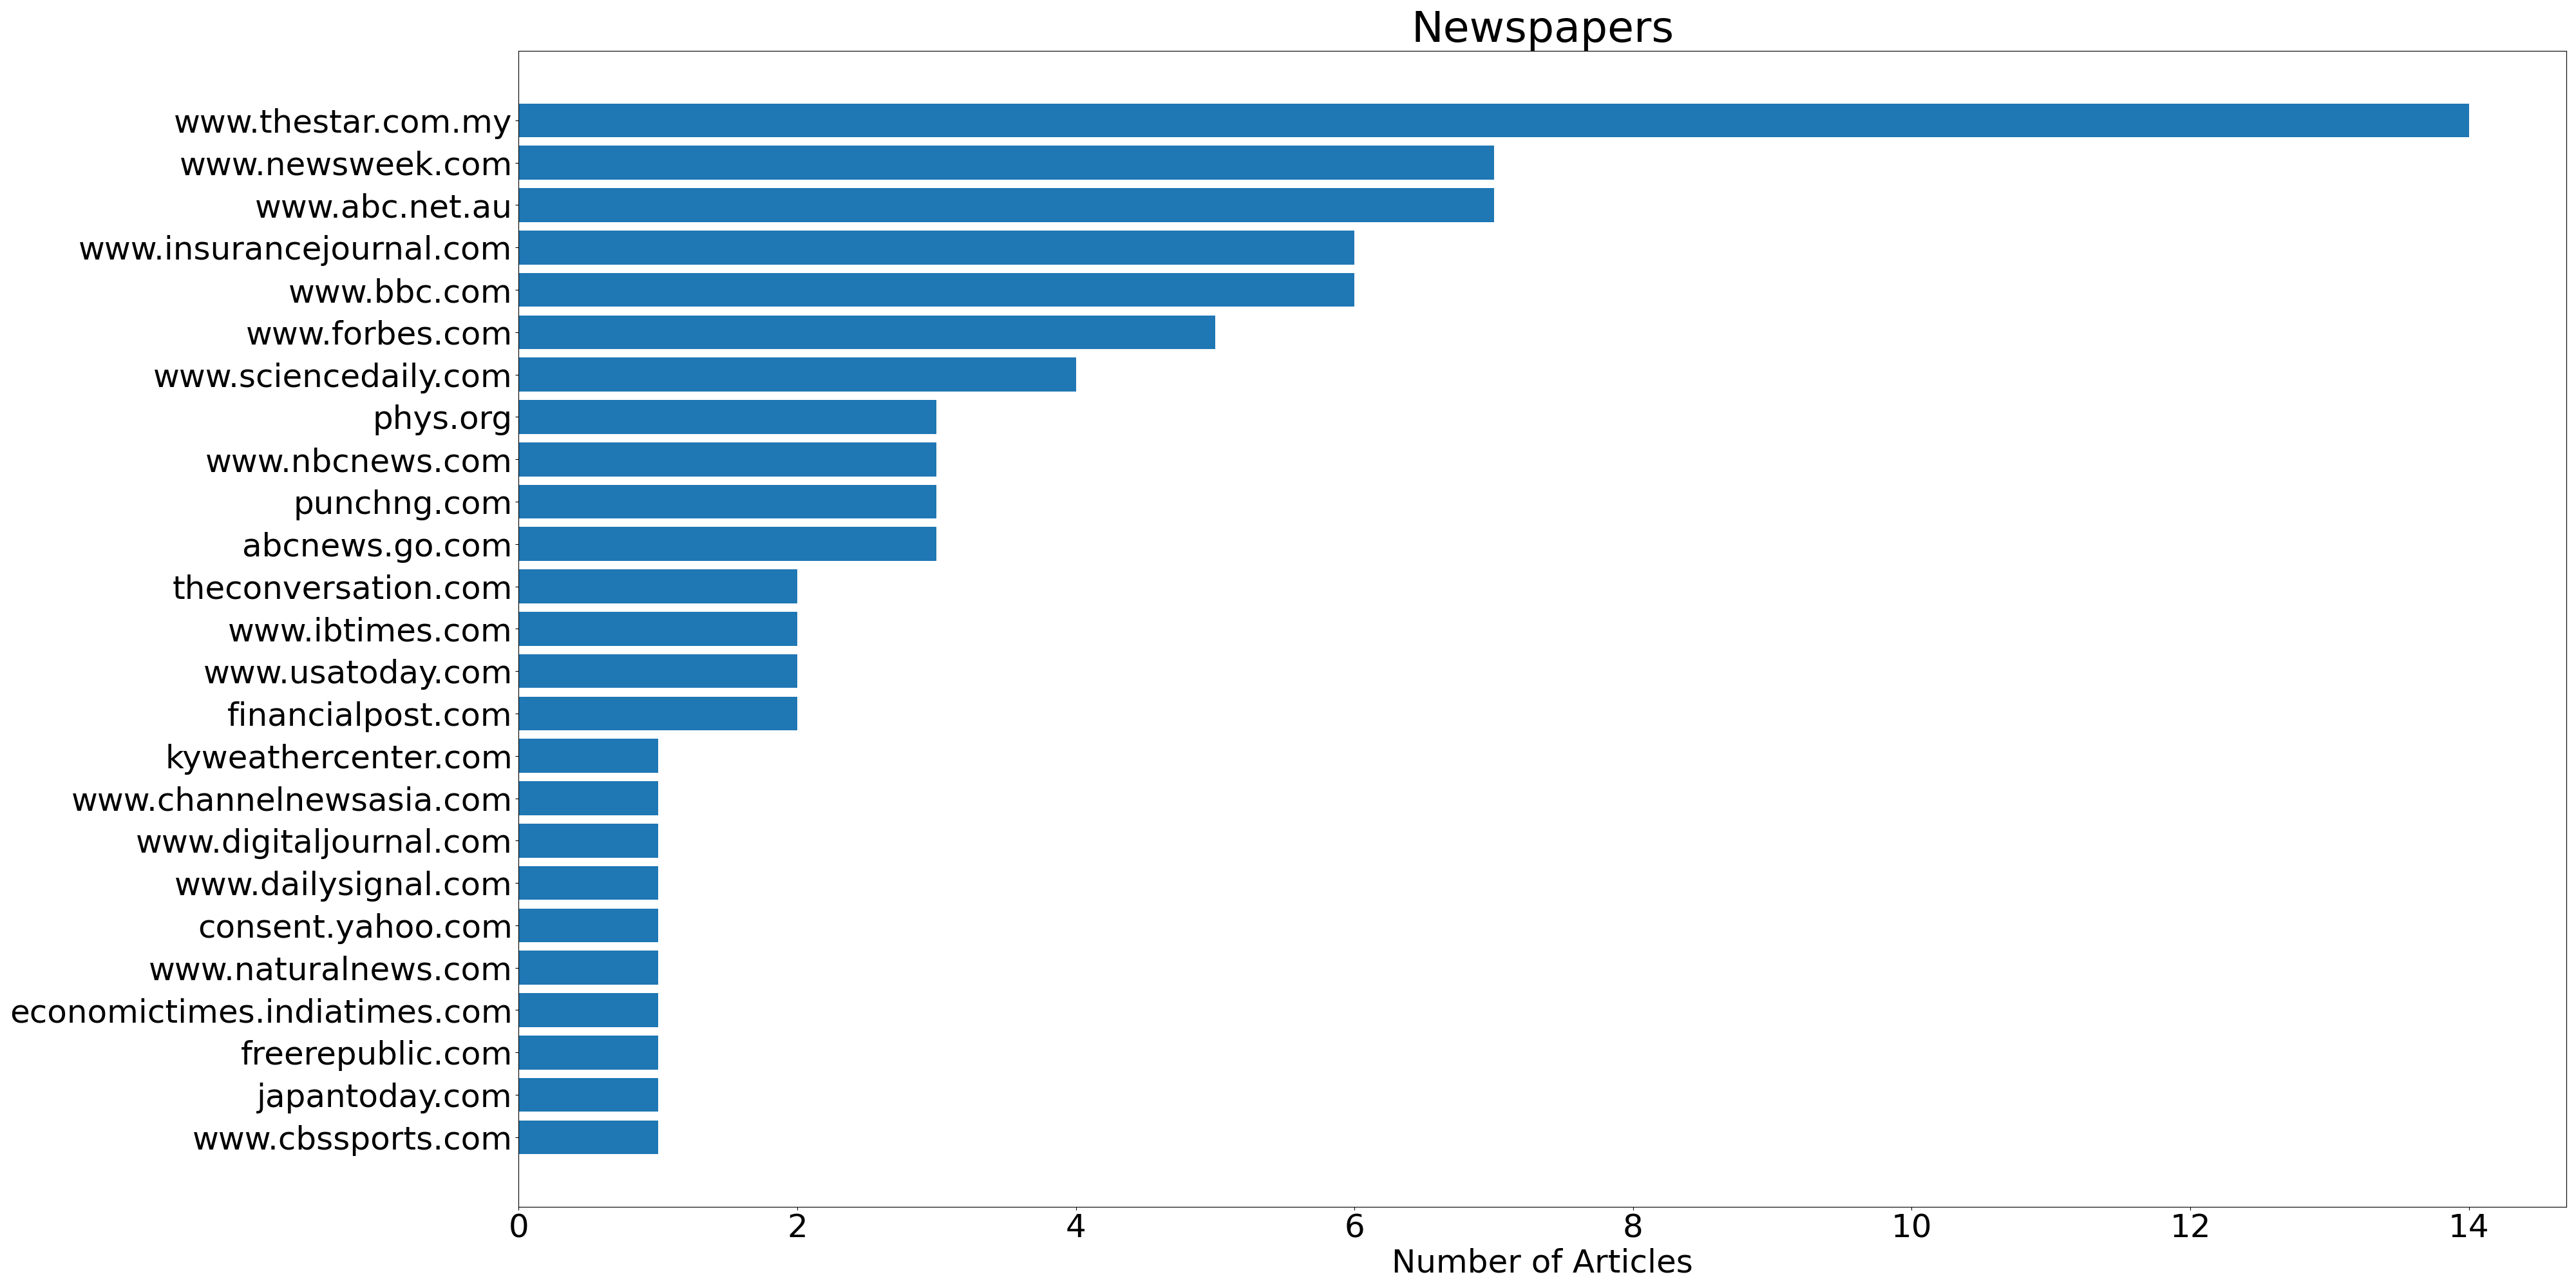 Newspapers
www.thestar.com.my
www.newsweek.com
www.abc.net.au
www.insurancejournal.com
www.bbc.com
www.forbes.com
www.sciencedaily.com
phys.org
www.nbcnews.com
punchng.com
abcnews.go.com
theconversation.com
www.ibtimes.com
www.usatoday.com
financialpost.com
kyweathercenter.com
www.channelnewsasia.com
www.digitaljournal.com
www.dailysignal.com
consent.yahoo.com
www.naturalnews.com
economictimes.indiatimes.com
freerepublic.com
japantoday.com
www.cbssports.com
0 2 4 6 8 10 12 14
Number of Articles